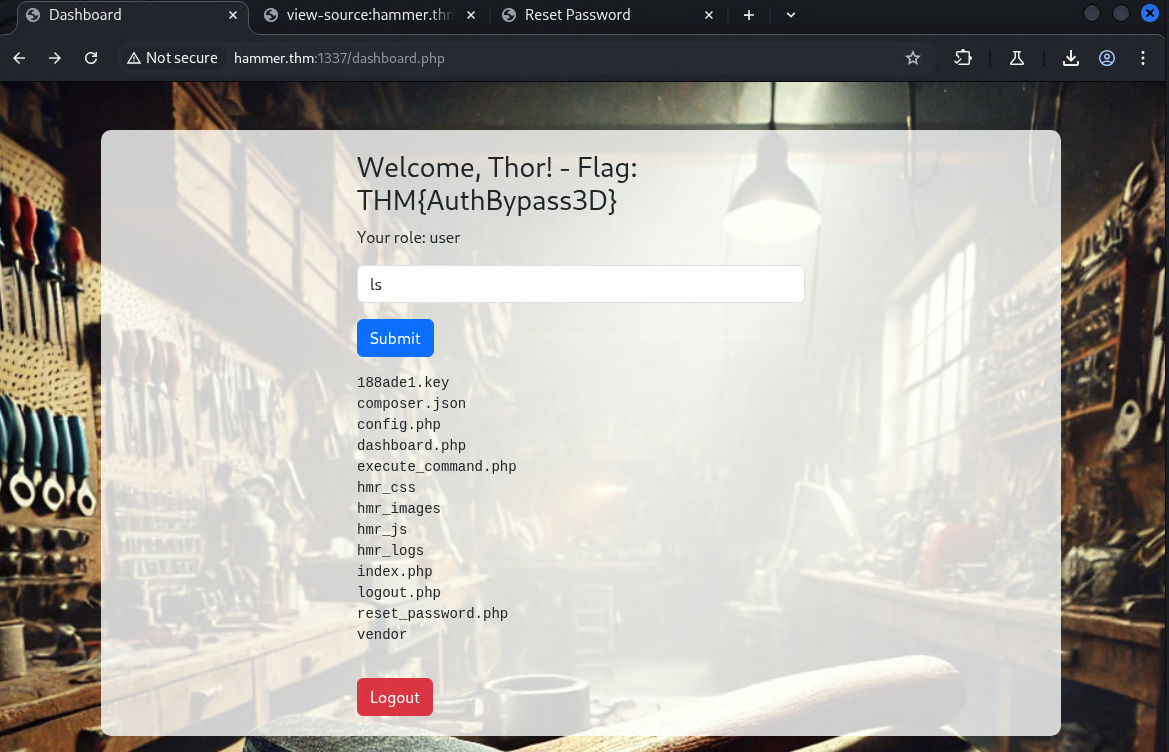 Dashboard
view-source:hammer.thm
Reset Password
Not secure
hammer.thm:1337/dashboard.php
Welcome, Thor! - Flag:
THM{AuthBypass3D}
Your role: user
ls
Submit
188ade1.key
composer.json
config.php
dashboard.php
execute_command.php
hmr_css
hmr_images
hmr_js
hmr_logs
index.php
logout.php
reset_password.php
vendor
Logout